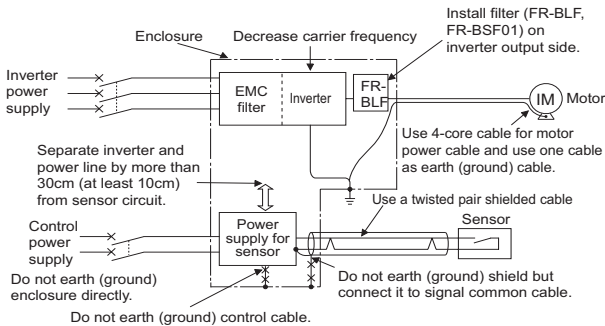 Install filter (FR-BLF,
FR-BSF01) on
inverter output side.
Enclosure
Decrease carrier frequency
Inverter
power
supply
EMC
filter
Inverter
FR-
BLF
IM
Motor
Use 4-core cable for motor
power cable and use one cable
as earth (ground) cable.
Separate inverter and
power line by more than
30cm (at least 10cm)
from sensor circuit.
Use a twisted pair shielded cable
Control
power
supply
Power
supply for
sensor
Sensor
Do not earth (ground)
enclosure directly.
Do not earth (ground) shield but
connect it to signal common cable.
Do not earth (ground) control cable.